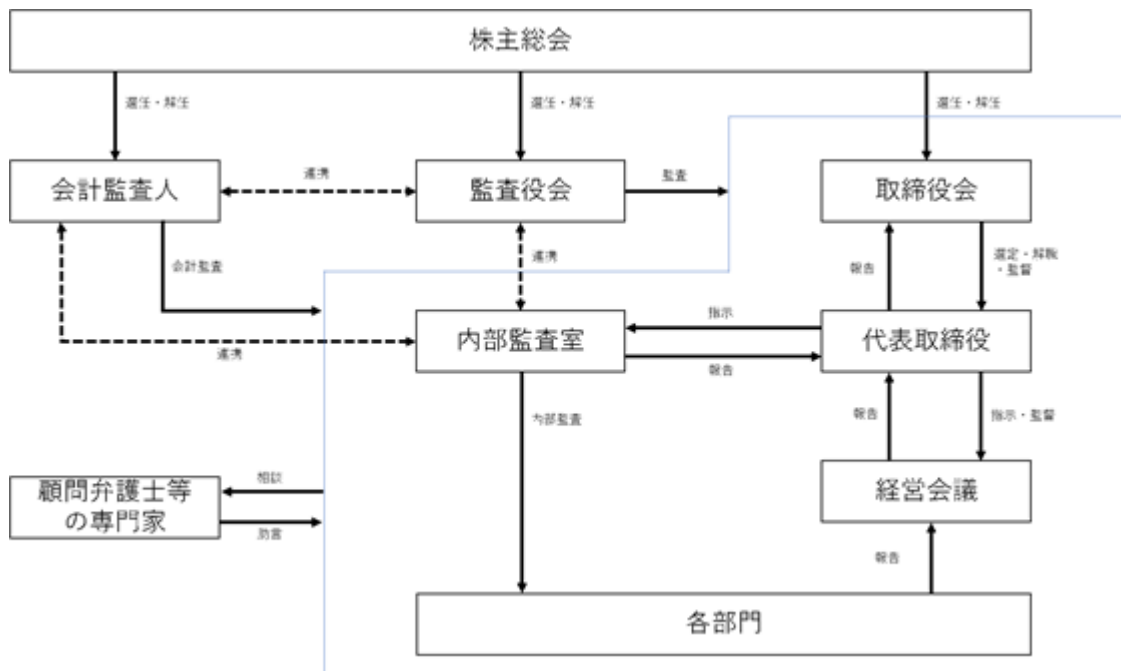 株主総会
選任・解任
選任・解任
選任・解任
会計監査人
連携
監査役会
監査
取締役会
会計監査
連携
報告
選定・解職
・監督
指示
内部監査室
代表取締役
連携
報告
内部監査
報告
指示・監督
相談
顧問弁護士等
の専門家
助言
経営会議
報告
各部門